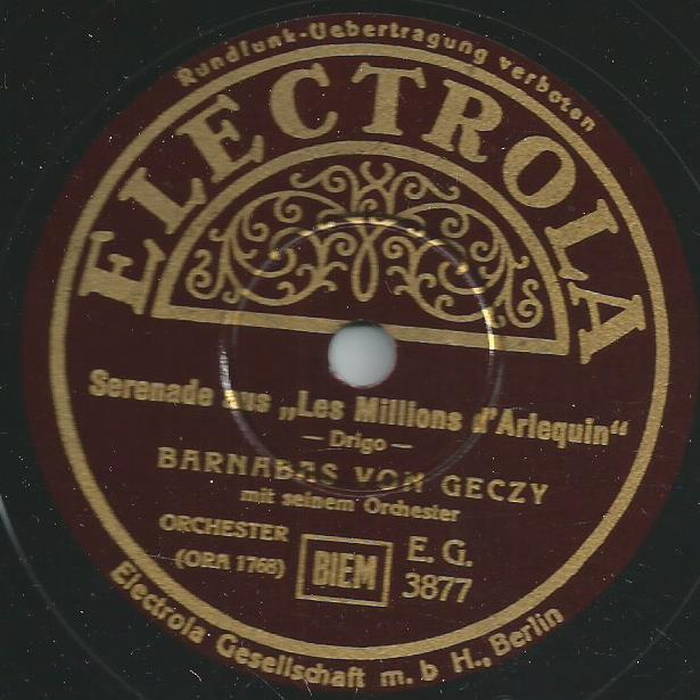 Rundfunk-Uebertragung verboten
ELECTROLA
Serenade aus „Les Millions d'Arlequin“
— Drigo —
BARNABAS VON GECZY
mit seinem Orchester
ORCHESTER
(ORA 1768)
BIEM
E. G.
3877
Electrola Gesellschaft m. b H., Berlin